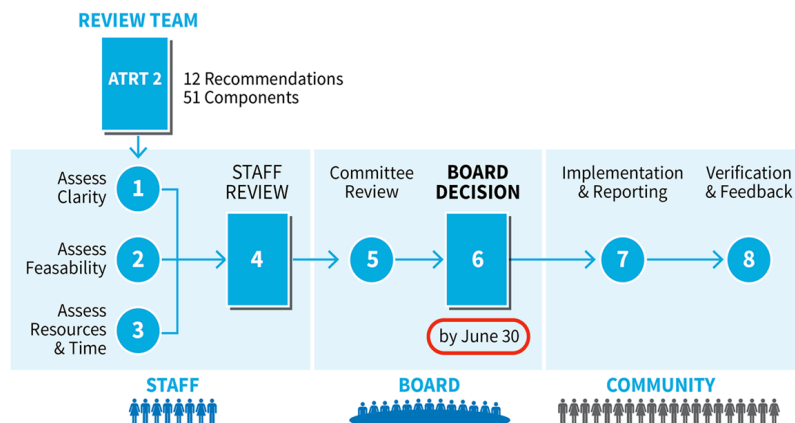 REVIEW TEAM
ATRT 2
12 Recommendations
51 Components
Assess
Clarity
1
Assess
Feasability
2
Assess
Resources
& Time
3
STAFF
REVIEW
4
Committee
Review
5
BOARD
DECISION
6
by June 30
Implementation
& Reporting
7
Verification
& Feedback
8
STAFF
BOARD
COMMUNITY